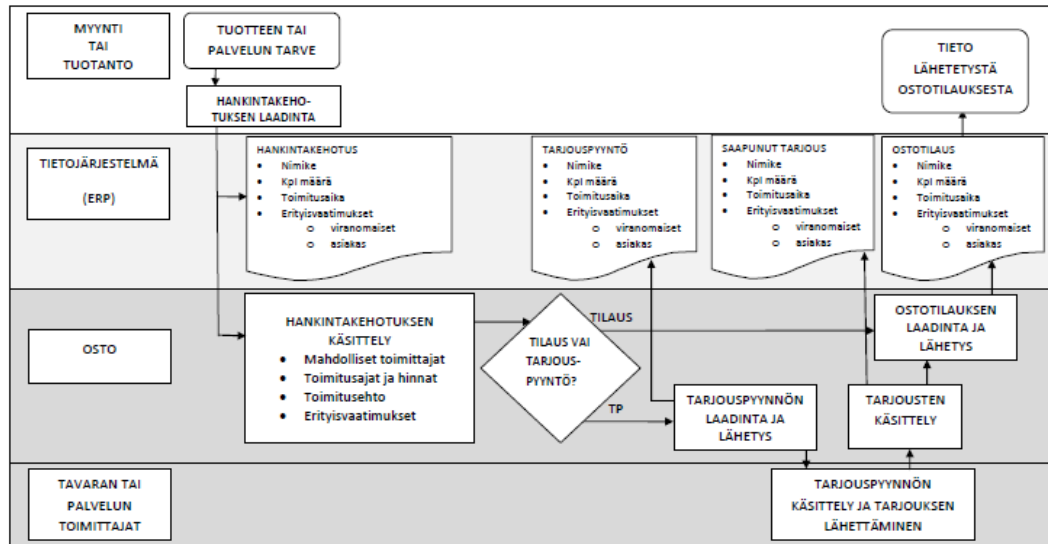 MYYNTI
TAI
TUOTANTO
TUOTTEEN TAI
PALVELUN TARVE
HANKINTAKEHO-
TUKSEN LAADINTA
TIETO
LÄHETETYSTÄ
OSTOTILAUKSESTA
TIETOJÄRJESTELMÄ
(ERP)
HANKINTAKEHOTUS
• Nimike
• Kpl määrä
• Toimitusaika
• Erityisvaatimukset
o viranomaiset
o asiakas
TARJOUSPYYNTÖ
• Nimike
• Kpl määrä
• Toimitusaika
• Erityisvaatimukset
o viranomaiset
o asiakas
SAAPUNUT TARJOUS
• Nimike
• Kpl määrä
• Toimitusaika
• Erityisvaatimukset
o viranomaiset
o asiakas
OSTOTILAUS
• Nimike
• Kpl määrä
• Toimitusaika
• Erityisvaatimukset
o viranomaiset
o asiakas
OSTO
HANKINTAKEHOTUKSEN
KÄSITTELY
• Mahdolliset toimittajat
• Toimitusajat ja hinnat
• Toimitusehto
• Erityisvaatimukset
TILAUS VAI
TARJOUS-
PYYNTÖ?
TILAUS
TP
TARJOUSPYYNNÖN
LAADINTA JA
LÄHETYS
TARJOUSTEN
KÄSITTELY
OSTOTILAUKSEN
LAADINTA JA
LÄHETYS
TAVARAN TAI
PALVELUN
TOIMITTAJAT
TARJOUSPYYNNÖN
KÄSITTELY JA TARJOUKSEN
LÄHETTÄMINEN